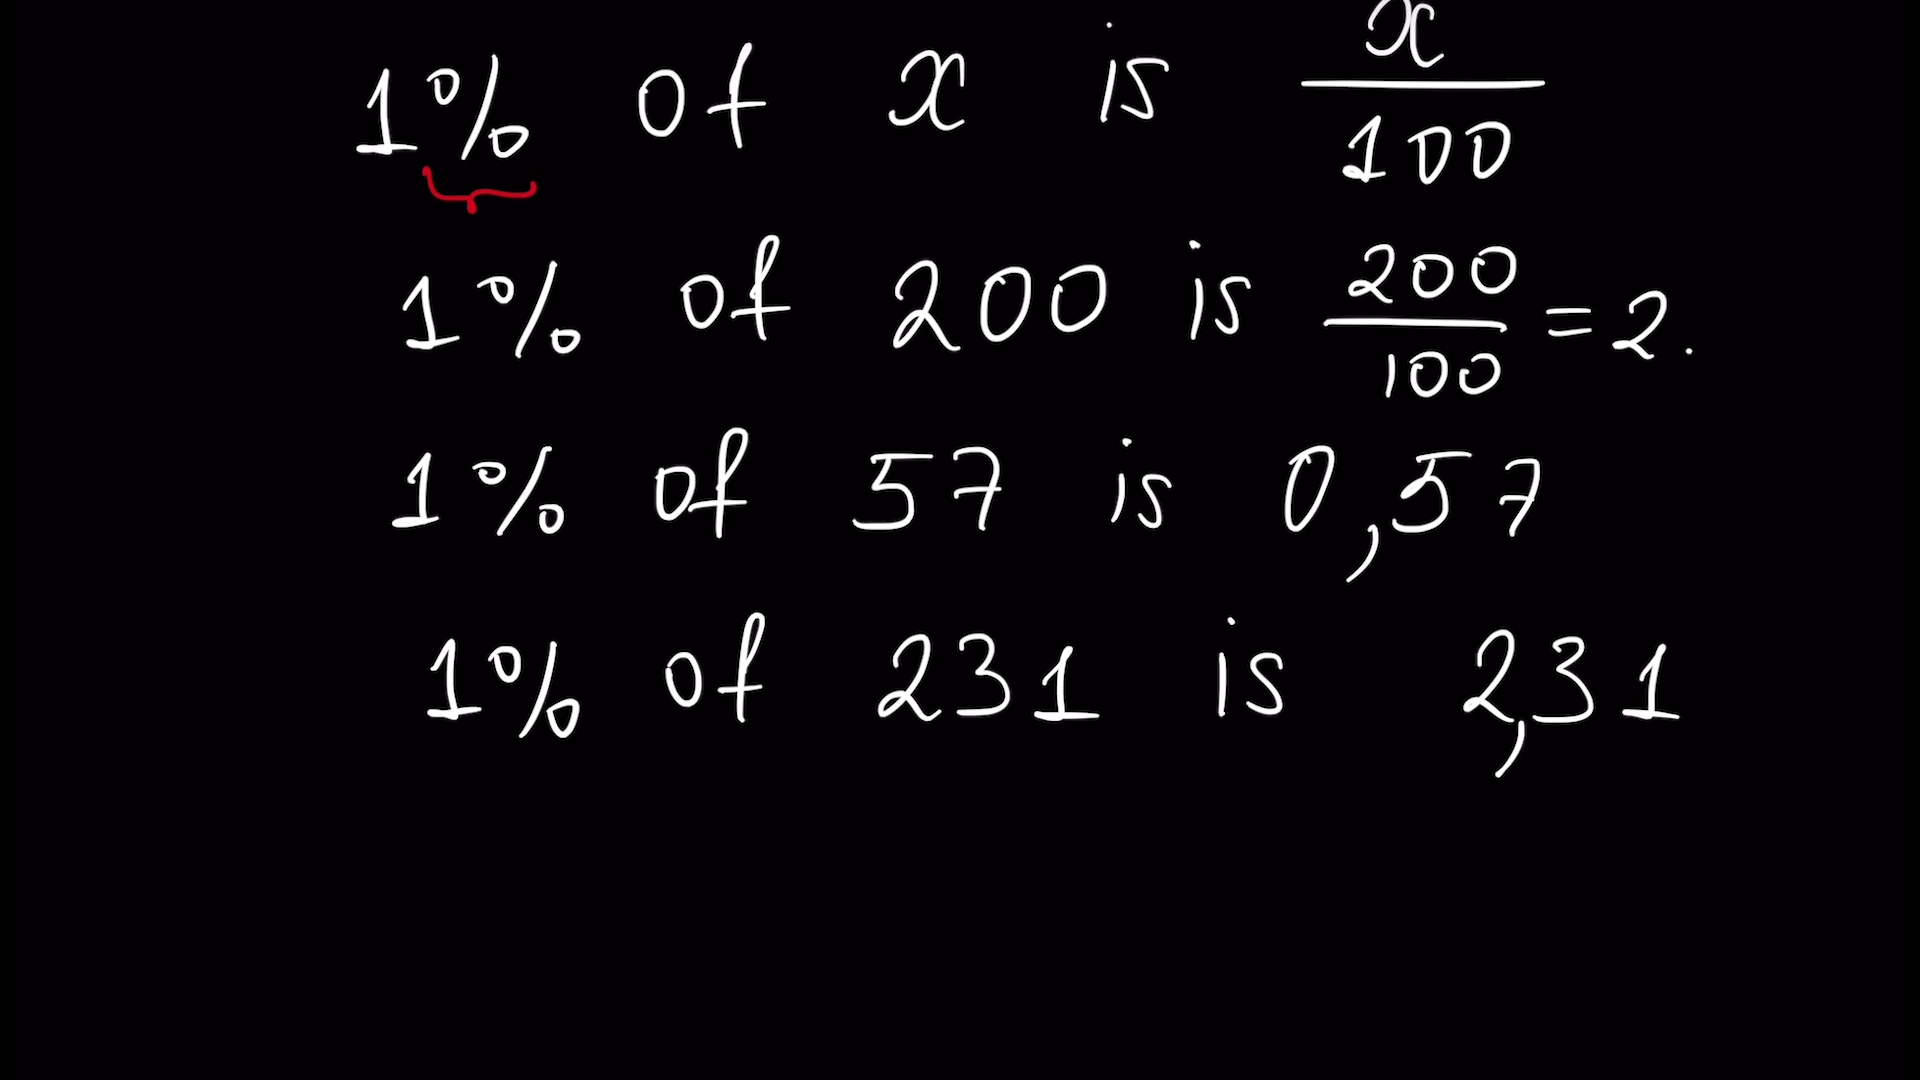 1% of x is x/100
1% of 200 is 200/100 = 2.
1% of 57 is 0,57
1% of 231 is 2,31